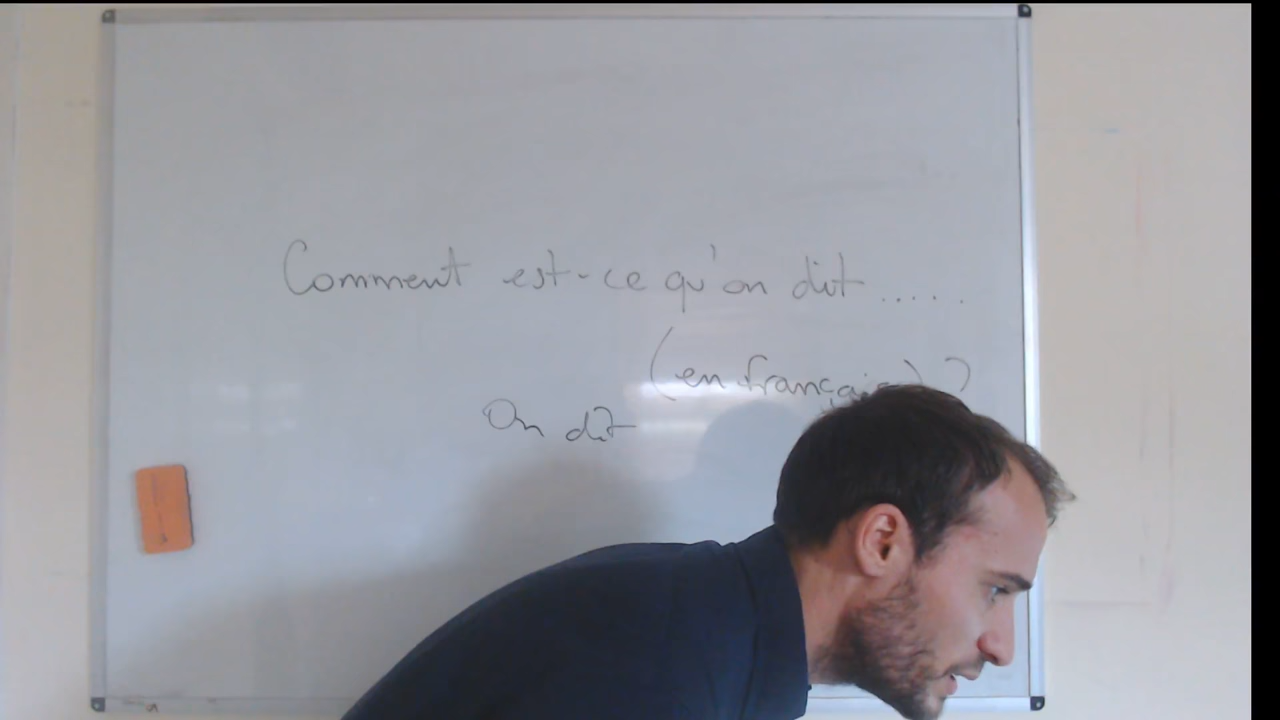 Comment est-ce qu'on dit .....
(en français) ?
On dit